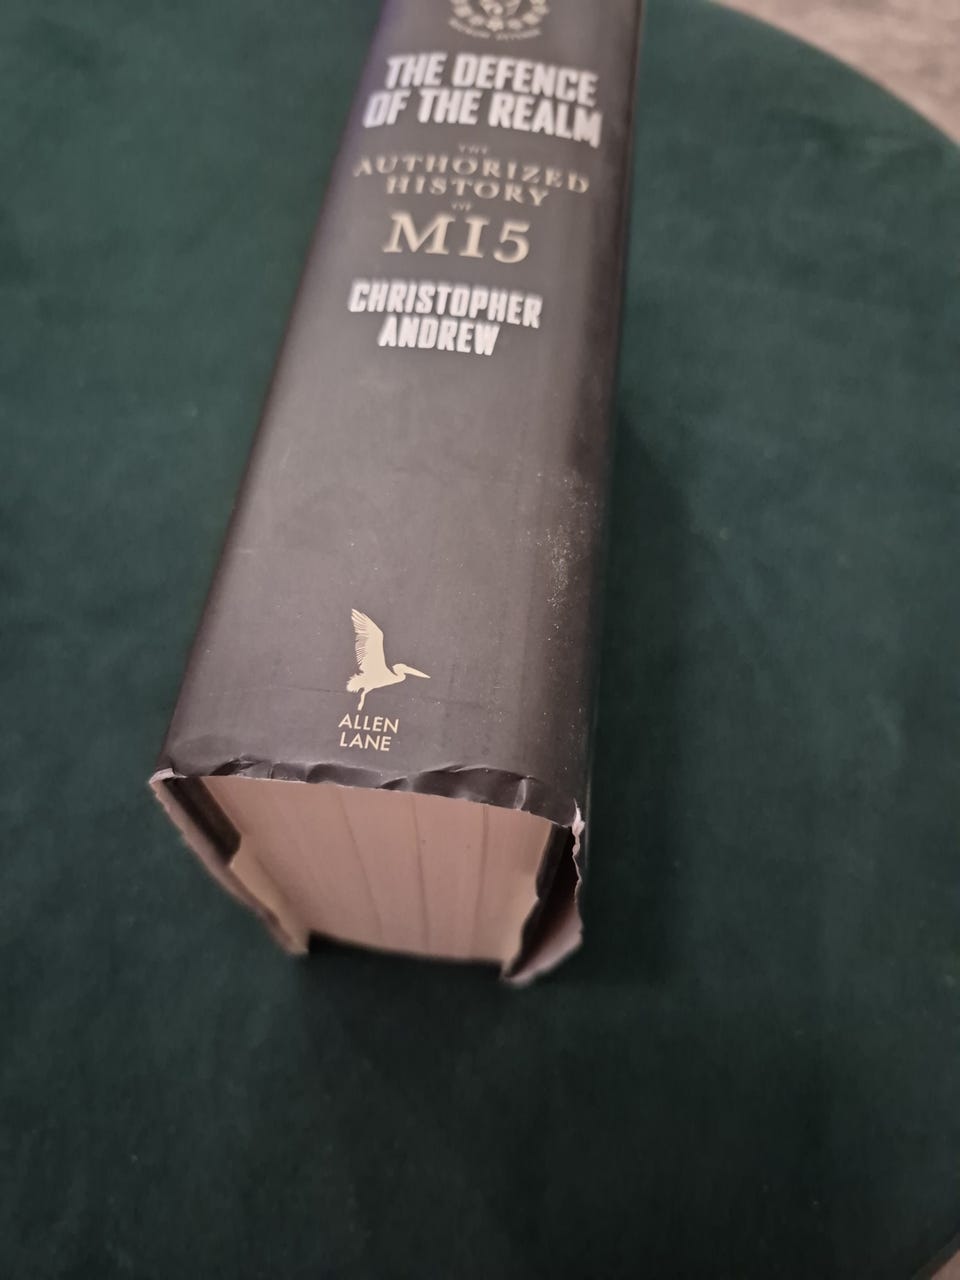 THE DEFENCE
OF THE REALM
THE
AUTHORIZED
HISTORY
OF
MI5
CHRISTOPHER
ANDREW
ALLEN
LANE